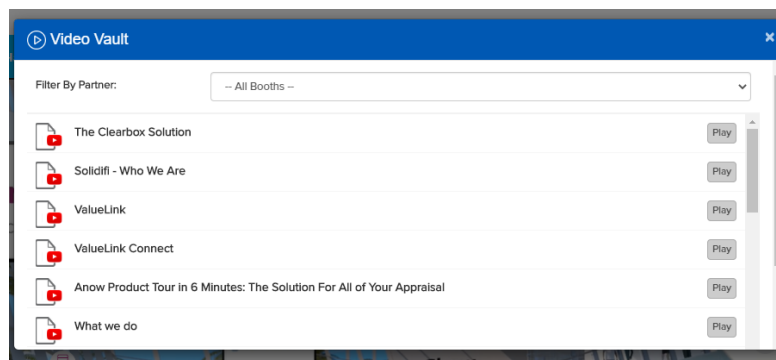 Video Vault
×
Filter By Partner:
-- All Booths --
The Clearbox Solution
Play
Solidifi - Who We Are
Play
ValueLink
Play
ValueLink Connect
Play
Anow Product Tour in 6 Minutes: The Solution For All of Your Appraisal
Play
What we do
Play